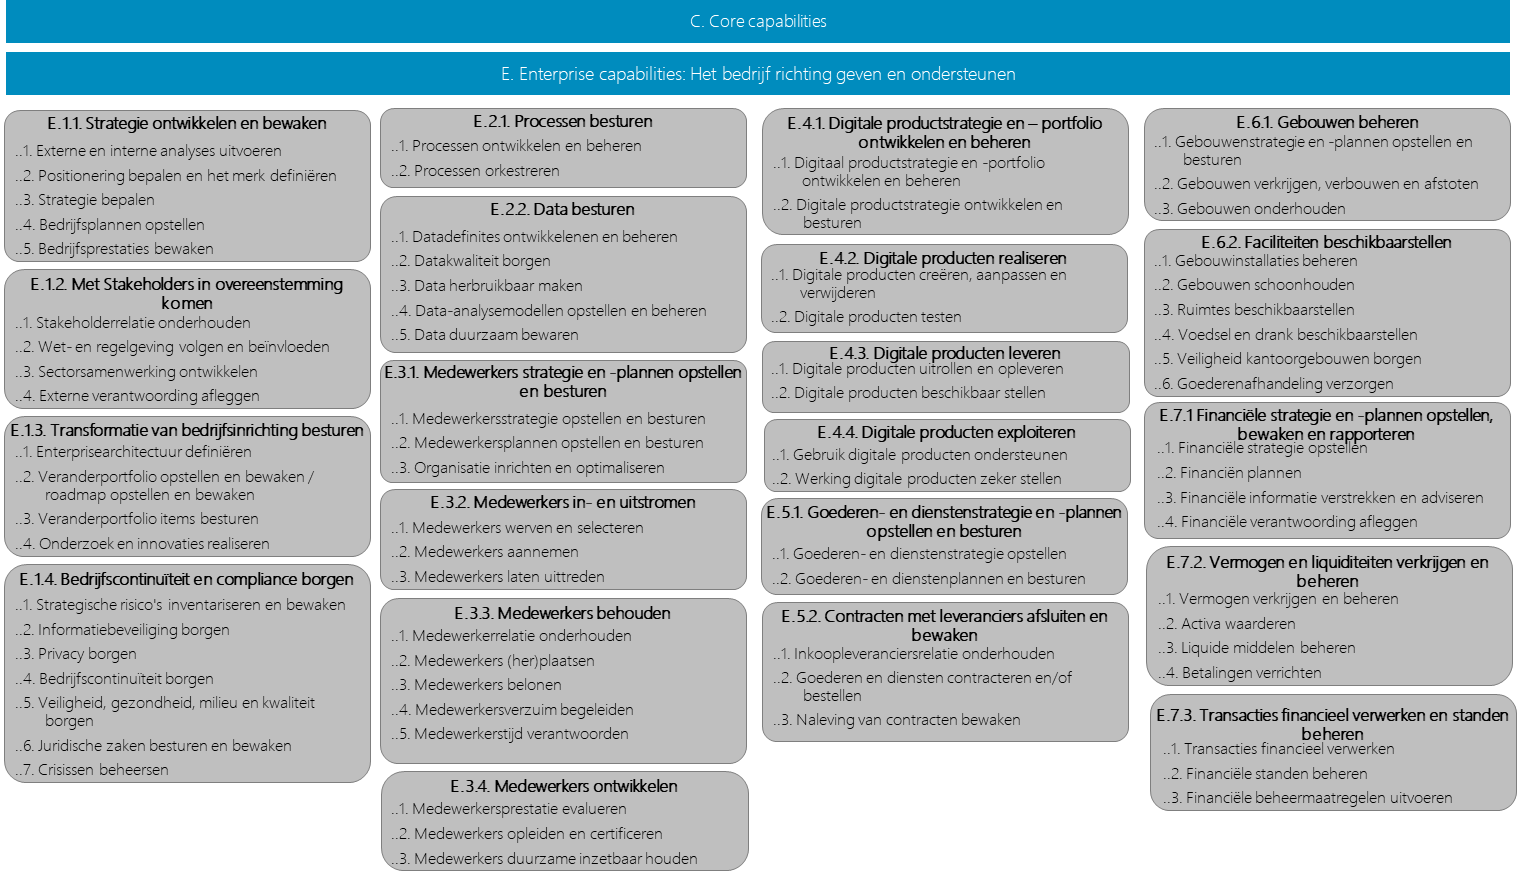 C. Core capabilities
E. Enterprise capabilities: Het bedrijf richting geven en ondersteunen
E.1.1. Strategie ontwikkelen en bewaken
..1. Externe en interne analyses uitvoeren
..2. Positionering bepalen en het merk definiëren
..3. Strategie bepalen
..4. Bedrijfsplannen opstellen
..5. Bedrijfsprestaties bewaken
E.1.2. Met Stakeholders in overeenstemming
komen
..1. Stakeholderrelatie onderhouden
..2. Wet- en regelgeving volgen en beïnvloeden
..3. Sectorsamenwerking ontwikkelen
..4. Externe verantwoording afleggen
E.1.3. Transformatie van bedrijfsinrichting besturen
..1. Enterprisearchitectuur definiëren
..2. Veranderportfolio opstellen en bewaken /
roadmap opstellen en bewaken
..3. Veranderportfolio items besturen
..4. Onderzoek en innovaties realiseren
E.1.4. Bedrijfscontinuïteit en compliance borgen
..1. Strategische risico's inventariseren en bewaken
..2. Informatiebeveiliging borgen
..3. Privacy borgen
..4. Bedrijfscontinuïteit borgen
..5. Veiligheid, gezondheid, milieu en kwaliteit
borgen
..6. Juridische zaken besturen en bewaken
..7. Crisissen beheersen
E.2.1. Processen besturen
..1. Processen ontwikkelen en beheren
..2. Processen orkestreren
E.2.2. Data besturen
..1. Datadefinites ontwikkelenen en beheren
..2. Datakwaliteit borgen
..3. Data herbruikbaar maken
..4. Data-analysemodellen opstellen en beheren
..5. Data duurzaam bewaren
E.3.1. Medewerkers strategie en -plannen opstellen
en besturen
..1. Medewerkersstrategie opstellen en besturen
..2. Medewerkersplannen opstellen en besturen
..3. Organisatie inrichten en optimaliseren
E.3.2. Medewerkers in- en uitstromen
..1. Medewerkers werven en selecteren
..2. Medewerkers aannemen
..3. Medewerkers laten uittreden
E.3.3. Medewerkers behouden
..1. Medewerkerrelatie onderhouden
..2. Medewerkers (her)plaatsen
..3. Medewerkers belonen
..4. Medewerkersverzuim begeleiden
..5. Medewerkerstijd verantwoorden
E.3.4. Medewerkers ontwikkelen
..1. Medewerkersprestatie evalueren
..2. Medewerkers opleiden en certificeren
..3. Medewerkers duurzame inzetbaar houden
E.4.1. Digitale productstrategie en – portfolio
ontwikkelen en beheren
..1. Digitaal productstrategie en -portfolio
ontwikkelen en beheren
..2. Digitale productstrategie ontwikkelen en
besturen
E.4.2. Digitale producten realiseren
..1. Digitale producten creëren, aanpassen en
verwijderen
..2. Digitale producten testen
E.4.3. Digitale producten leveren
..1. Digitale producten uitrollen en opleveren
..2. Digitale producten beschikbaar stellen
E.4.4. Digitale producten exploiteren
..1. Gebruik digitale producten ondersteunen
..2. Werking digitale producten zeker stellen
E.5.1. Goederen- en dienstenstrategie en -plannen
opstellen en besturen
..1. Goederen- en dienstenstrategie opstellen
..2. Goederen- en dienstenplannen en besturen
E.5.2. Contracten met leveranciers afsluiten en
bewaken
..1. Inkoopleveranciersrelatie onderhouden
..2. Goederen en diensten contracteren en/of
bestellen
..3. Naleving van contracten bewaken
E.6.1. Gebouwen beheren
..1. Gebouwenstrategie en -plannen opstellen en
besturen
..2. Gebouwen verkrijgen, verbouwen en afstoten
..3. Gebouwen onderhouden
E.6.2. Faciliteiten beschikbaarstellen
..1. Gebouwinstallaties beheren
..2. Gebouwen schoonhouden
..3. Ruimtes beschikbaarstellen
..4. Voedsel en drank beschikbaarstellen
..5. Veiligheid kantoorgebouwen borgen
..6. Goederenafhandeling verzorgen
E.7.1 Financiële strategie en -plannen opstellen,
bewaken en rapporteren
..1. Financiële strategie opstellen
..2. Financiën plannen
..3. Financiële informatie verstrekken en adviseren
..4. Financiële verantwoording afleggen
E.7.2. Vermogen en liquiditeiten verkrijgen en
beheren
..1. Vermogen verkrijgen en beheren
..2. Activa waarderen
..3. Liquide middelen beheren
..4. Betalingen verrichten
E.7.3. Transacties financieel verwerken en standen
beheren
..1. Transacties financieel verwerken
..2. Financiële standen beheren
..3. Financiële beheermaatregelen uitvoeren